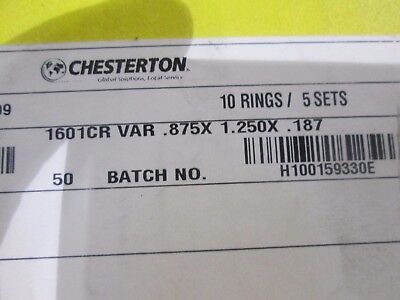 CHESTERTON
Global Solutions, Local Service
09 10 RINGS / 5 SETS
1601CR VAR .875X 1.250X .187
50 BATCH NO. H100159330E